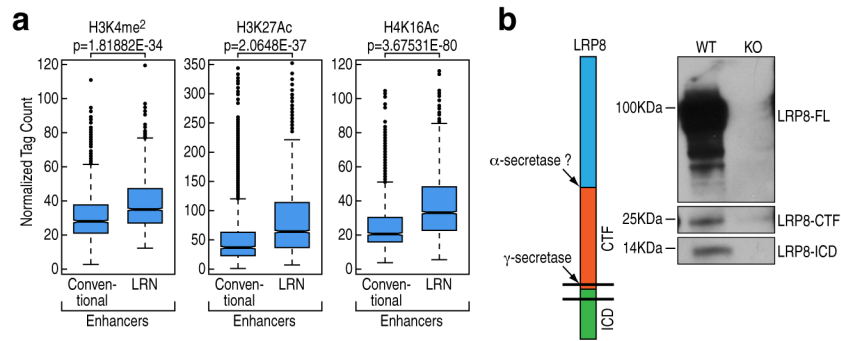 a
H3K4me²
p=1.81882E-34
H3K27Ac
p=2.0648E-37
H4K16Ac
p=3.67531E-80
Normalized Tag Count
120
100
80
60
40
20
0
Conven-
tional
LRN
Enhancers
350
300
250
200
150
100
50
0
Conven-
tional
LRN
Enhancers
120
100
80
60
40
20
0
Conven-
tional
LRN
Enhancers
b
LRP8
α-secretase ?
γ-secretase
CTF
ICD
WT KO
100KDa
LRP8-FL
25KDa
LRP8-CTF
14KDa
LRP8-ICD